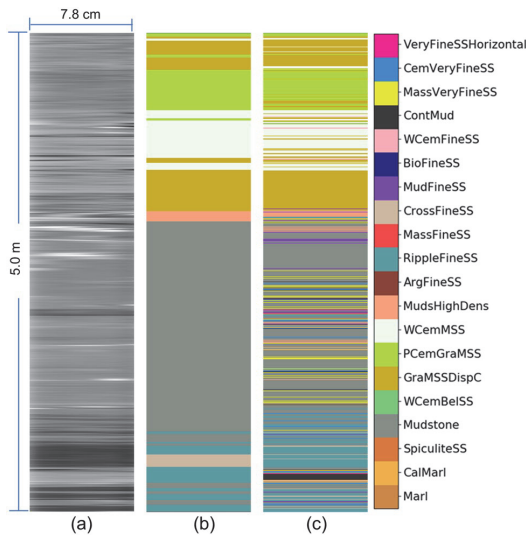 7.8 cm
5.0 m
VeryFineSSHorizontal
CemVeryFineSS
MassVeryFineSS
ContMud
WCemFineSS
BioFineSS
MudFineSS
CrossFineSS
MassFineSS
RippleFineSS
ArgFineSS
MudsHighDens
WCemMSS
PCemGraMSS
GraMSSDispC
WCemBelSS
Mudstone
SpiculiteSS
CalMarl
Marl
(a) (b) (c)